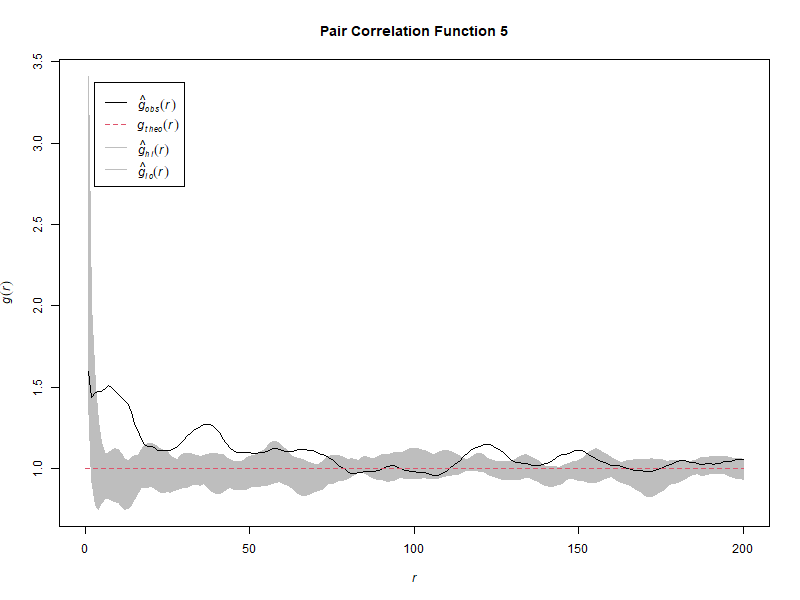 Pair Correlation Function 5
g(r)
3.5
3.0
2.5
2.0
1.5
1.0
ĝobs(r)
gtheo(r)
ĝhi(r)
ĝlo(r)
0 50 100 150 200
r